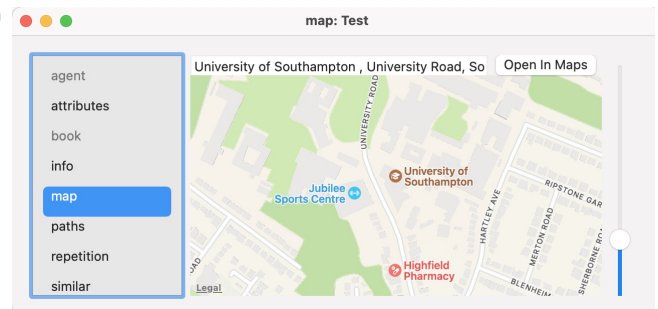 map: Test
agent
attributes
book
info
map
paths
repetition
similar
University of Southampton , University Road, So
Open In Maps
UNIVERSITY ROAD
University of
Southampton
Jubilee
Sports Centre
RIPSTONE GAR
HARTLEY AVE
MERTON ROAD
SHERBORNE RO
Highfield
Pharmacy
BLENHEIM
OAD
Legal